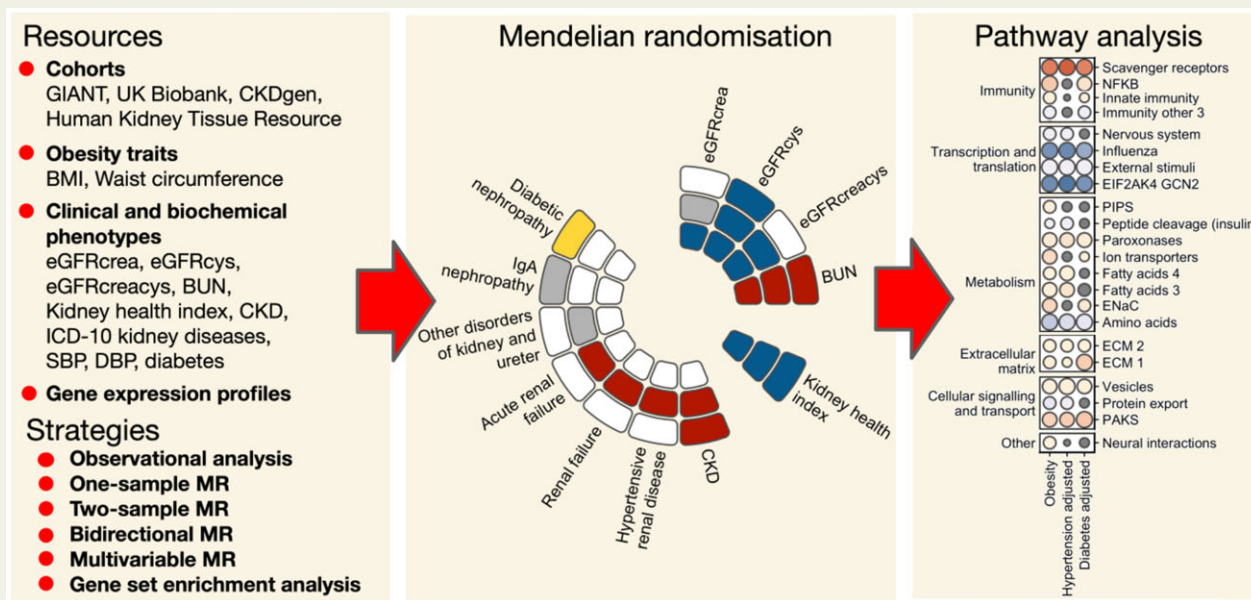 Resources
Cohorts
GIANT, UK Biobank, CKDgen,
Human Kidney Tissue Resource
Obesity traits
BMI, Waist circumference
Clinical and biochemical
phenotypes
eGFRcrea, eGFRcys,
eGFRcreacys, BUN,
Kidney health index, CKD,
ICD-10 kidney diseases,
SBP, DBP, diabetes
Gene expression profiles
Strategies
Observational analysis
One-sample MR
Two-sample MR
Bidirectional MR
Multivariable MR
Gene set enrichment analysis
Mendelian randomisation
eGFRcrea
eGFRcys
eGFRcreacys
BUN
Kidney health
index
CKD
Hypertensive
renal disease
Renal failure
Acute renal
failure
Other disorders
of kidney and
ureter
IgA
nephropathy
Diabetic
nephropathy
Pathway analysis
Immunity
Scavenger receptors
NFKB
Innate immunity
Immunity other 3
Transcription and
translation
Nervous system
Influenza
External stimuli
EIF2AK4 GCN2
Metabolism
PIPS
Peptide cleavage (insulin
Paroxonases
Ion transporters
Fatty acids 4
Fatty acids 3
ENaC
Amino acids
Extracellular
matrix
ECM 2
ECM 1
Cellular signalling
and transport
Vesicles
Protein export
PAKS
Other
Neural interactions
Obesity
Hypertension adjusted
Diabetes adjusted